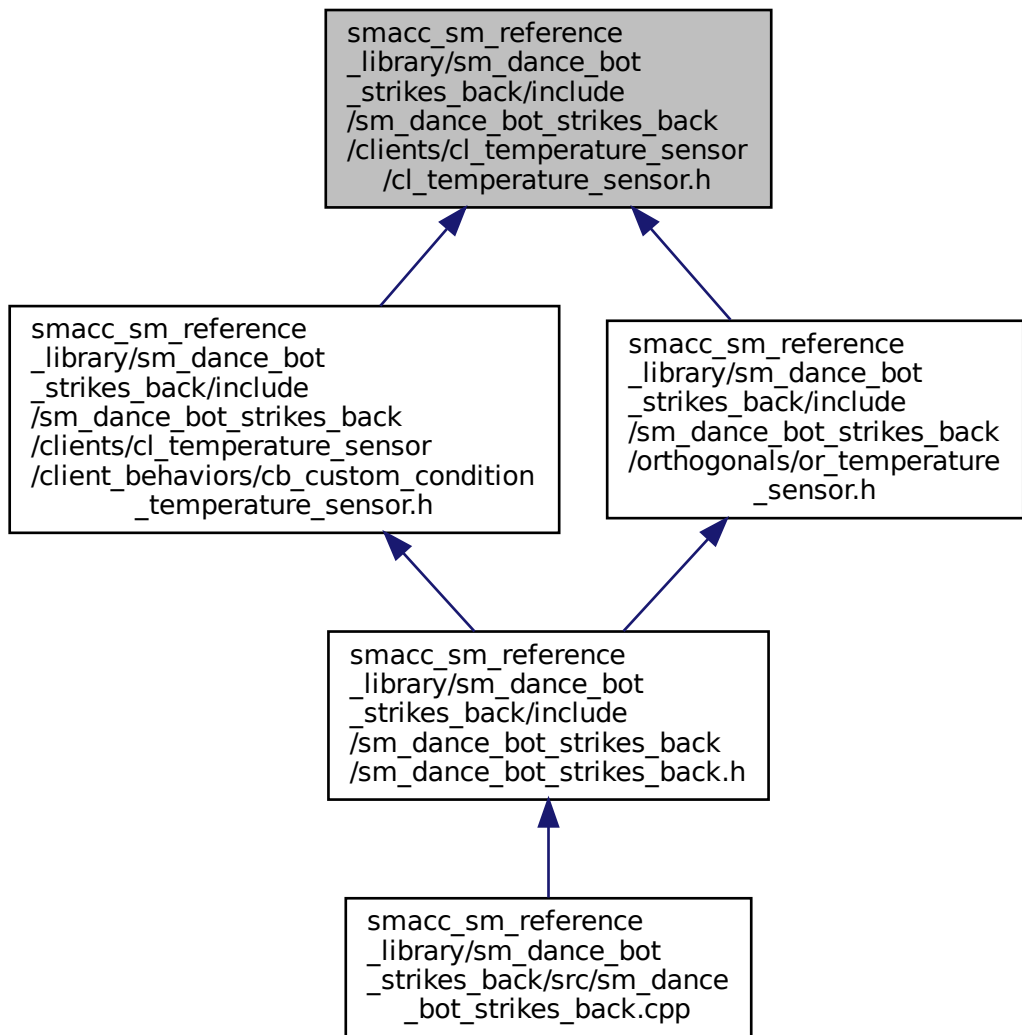 smacc_sm_reference
_library/sm_dance_bot
_strikes_back/include
/sm_dance_bot_strikes_back
/clients/cl_temperature_sensor
/cl_temperature_sensor.h
smacc_sm_reference
_library/sm_dance_bot
_strikes_back/include
/sm_dance_bot_strikes_back
/clients/cl_temperature_sensor
/client_behaviors/cb_custom_condition
_temperature_sensor.h
smacc_sm_reference
_library/sm_dance_bot
_strikes_back/include
/sm_dance_bot_strikes_back
/orthogonals/or_temperature
_sensor.h
smacc_sm_reference
_library/sm_dance_bot
_strikes_back/include
/sm_dance_bot_strikes_back
/sm_dance_bot_strikes_back.h
smacc_sm_reference
_library/sm_dance_bot
_strikes_back/src/sm_dance
_bot_strikes_back.cpp